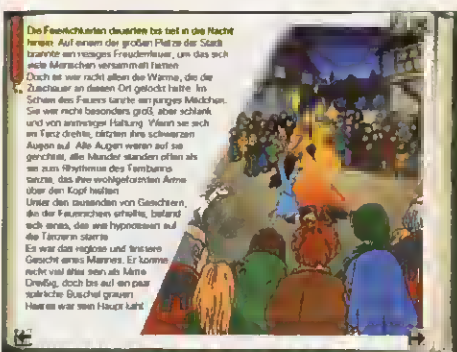 Die Feierlichkeiten dauerten bis tief in die Nacht
hinein. Auf einem der großen Plätze der Stadt
brannte ein riesiges Freudenfeuer, um das sich
viele Menschen versammelt hatten.
Doch es war nicht allein die Wärme, die die
Zuschauer an diesen Ort gelockt hatte. Im
Schein des Feuers tanzte ein junges Mädchen.
Sie war nicht besonders groß, aber schlank
und von anmutiger Haltung. Wenn sie sich
im Tanz drehte, blitzten ihre schwarzen
Augen auf. Alle Augen waren auf sie
gerichtet, alle Münder standen offen als
sie zum Rhythmus des Tamburins
tanzte, das ihre wohlgeformten Arme
über den Kopf hielten.
Unter den tausenden von Gesichtern,
die der Feuerschein erhellte, befand
sich eines, das wie hypnotisiert auf
die Tänzerin starrte.
Es war das reglose und finstere
Gesicht eines Mannes. Er konnte
nicht viel älter sein als Mitte
Dreißig, doch bis auf ein paar
spärliche Büschel grauen
Haares war sein Haupt kahl.